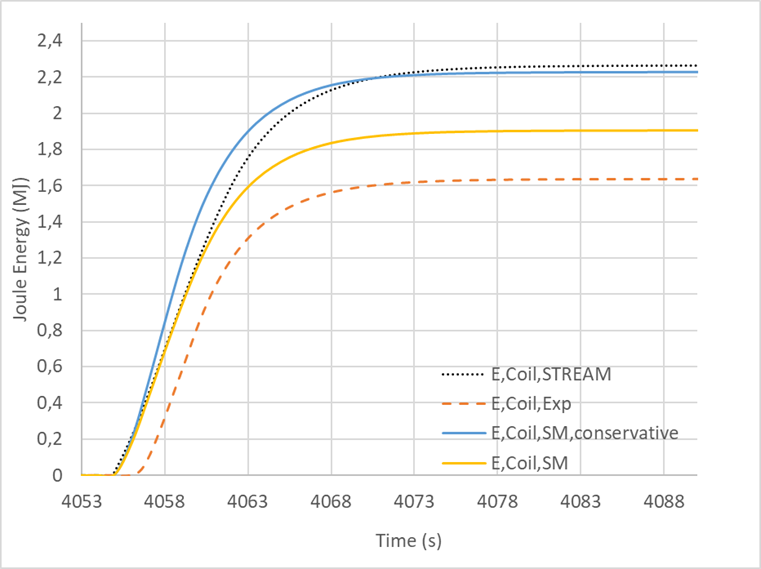 2,4
2,2
2
1,8
1,6
1,4
1,2
1
0,8
0,6
0,4
0,2
0
Joule Energy (MJ)
E,Coil,STREAM
E,Coil,Exp
E,Coil,SM,conservative
E,Coil,SM
4053 4058 4063 4068 4073 4078 4083 4088
Time (s)